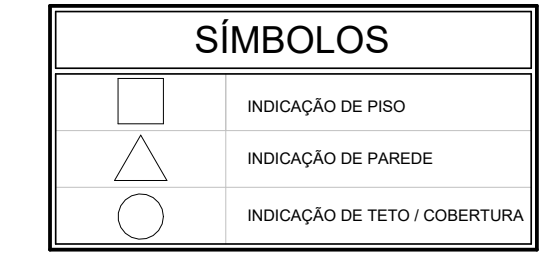 SÍMBOLOS
INDICAÇÃO DE PISO
INDICAÇÃO DE PAREDE
INDICAÇÃO DE TETO / COBERTURA